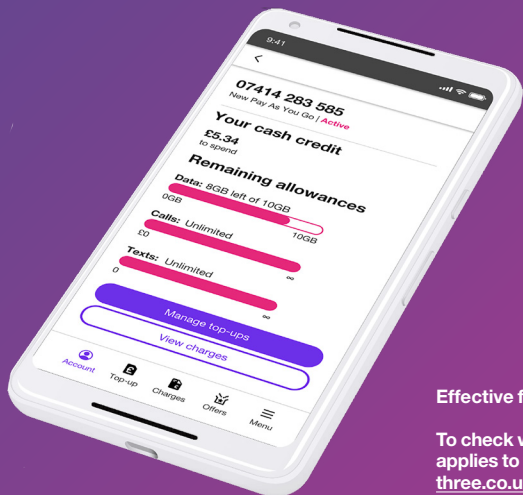 9:41
07414 283 585
New Pay As You Go | Active
Your cash credit
£5.34
to spend
Remaining allowances
Data: 8GB left of 10GB
0GB 10GB
Calls: Unlimited
£0 ∞
Texts: Unlimited
0 ∞
Manage top-ups
View charges
Account Top-up Charges Offers Menu
Effective f
To check w
applies to
three.co.u